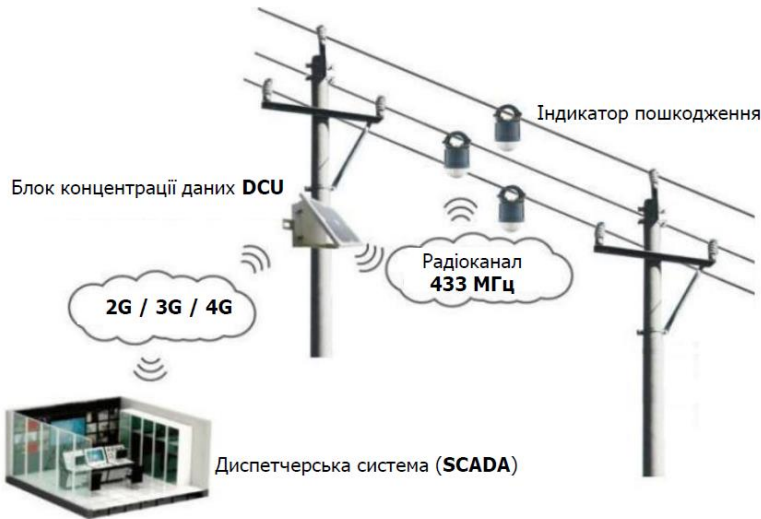 Індикатор пошкодження
Блок концентрації даних DCU
Радіоканал
433 МГц
2G / 3G / 4G
Диспетчерська система (SCADA)